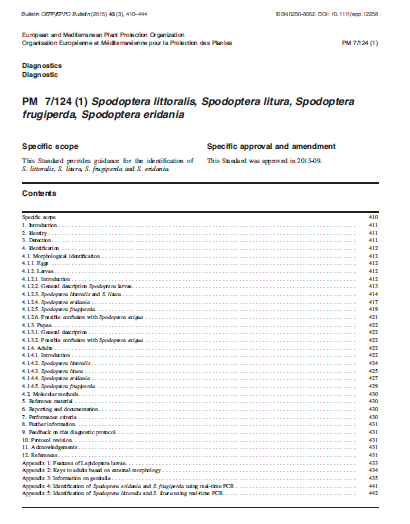 Bulletin OEPP/EPPO Bulletin (2015) 45 (3), 410–444 ISSN 0250-8052. DOI: 10.1111/epp.12258
European and Mediterranean Plant Protection Organization
Organisation Européenne et Méditerranéenne pour la Protection des Plantes PM 7/124 (1)
Diagnostics
Diagnostic
PM 7/124 (1) Spodoptera littoralis, Spodoptera litura, Spodoptera
frugiperda, Spodoptera eridania
Specific scope
This Standard provides guidance for the identification of
S. littoralis, S. litura, S. frugiperda and S. eridania.
Specific approval and amendment
This Standard was approved in 2015-09.
Contents
Specific scope 410
1. Introduction 411
2. Identity 411
3. Detection 411
4. Identification 412
4.1. Morphological identification 412
4.1.1. Eggs 412
4.1.2. Larvae 412
4.1.2.1. Introduction 412
4.1.2.2. General description Spodoptera larvae 413
4.1.2.3. Spodoptera littoralis and S. litura 414
4.1.2.4. Spodoptera eridania 417
4.1.2.5. Spodoptera frugiperda 419
4.1.2.6. Possible confusion with Spodoptera exigua 421
4.1.3. Pupae 422
4.1.3.1. General description 422
4.1.3.2. Possible confusion with Spodoptera exigua 422
4.1.4. Adults 422
4.1.4.1. Introduction 422
4.1.4.2. Spodoptera littoralis 424
4.1.4.3. Spodoptera litura 425
4.1.4.4. Spodoptera eridania 427
4.1.4.5. Spodoptera frugiperda 429
4.2. Molecular methods 430
5. Reference material 430
6. Reporting and documentation 430
7. Performance criteria 430
8. Further information 431
9. Feedback on this diagnostic protocol 431
10. Protocol revision 431
11. Acknowledgements 431
12. References 431
Appendix 1: Features of Lepidoptera larvae 433
Appendix 2: Keys to adults based on external morphology 434
Appendix 3: Information on genitalia 435
Appendix 4: Identification of Spodoptera eridania and S. frugiperda using real-time PCR 441
Appendix 5: Identification of Spodoptera littoralis and S. litura using real-time PCR 442